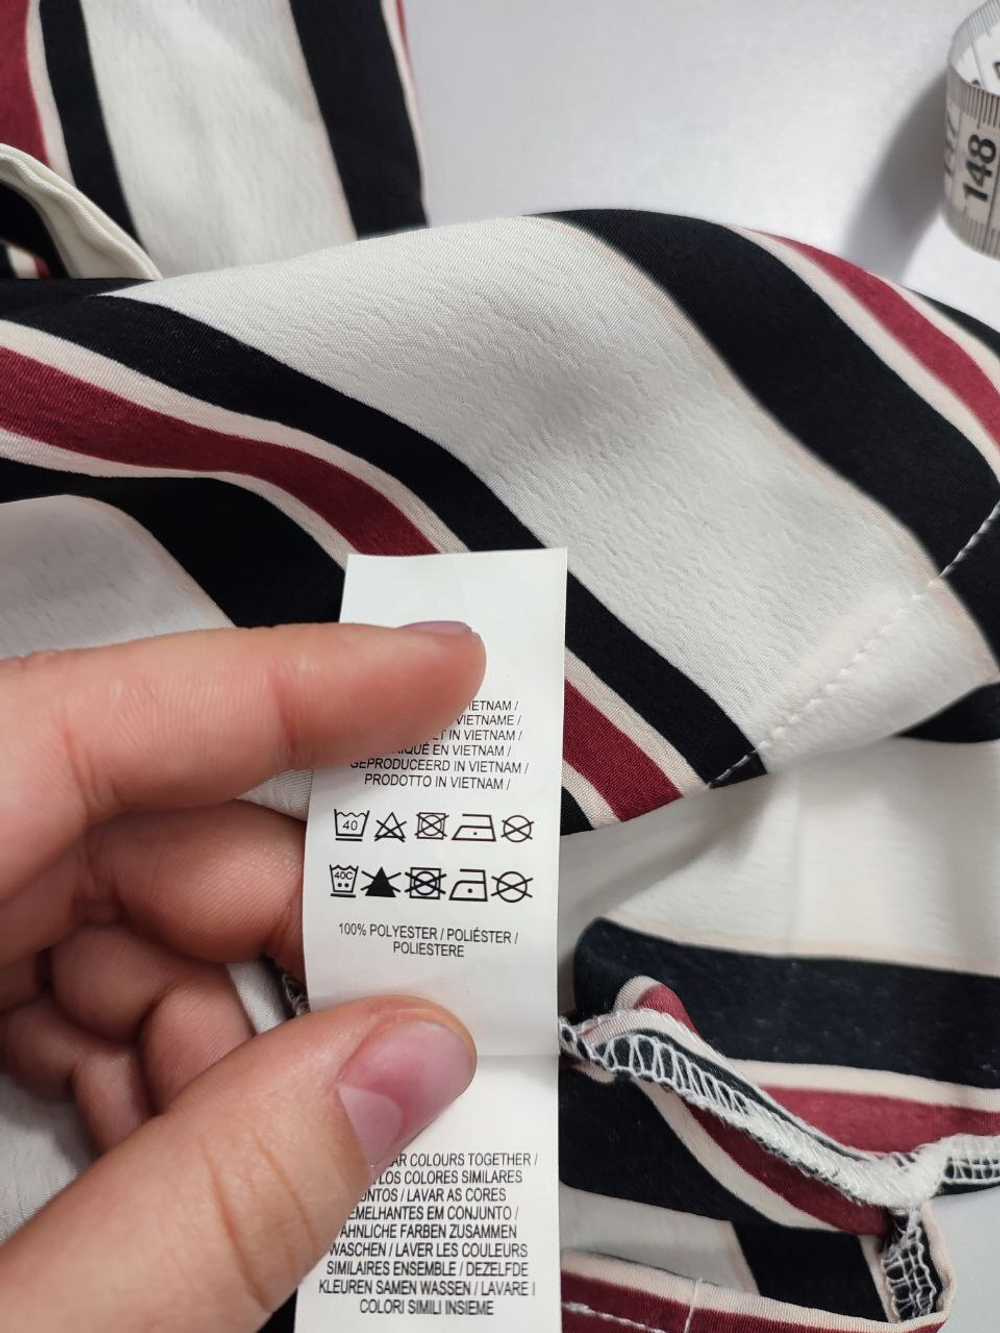 148
VIETNAM /
VIETNAME /
IN VIETNAM /
EN VIETNAM /
GEPRODUCEERD IN VIETNAM /
PRODOTTO IN VIETNAM /
40
40C
100% POLYESTER / POLIÉSTER /
POLIESTERE
COLOURS TOGETHER /
LOS COLORES SIMILARES
JUNTOS / LAVAR AS CORES
SEMELHANTES EM CONJUNTO /
ÄHNLICHE FARBEN ZUSAMMEN
WASCHEN / LAVER LES COULEURS
SIMILAIRES ENSEMBLE / DEZELFDE
KLEUREN SAMEN WASSEN / LAVARE I
COLORI SIMILI INSIEME